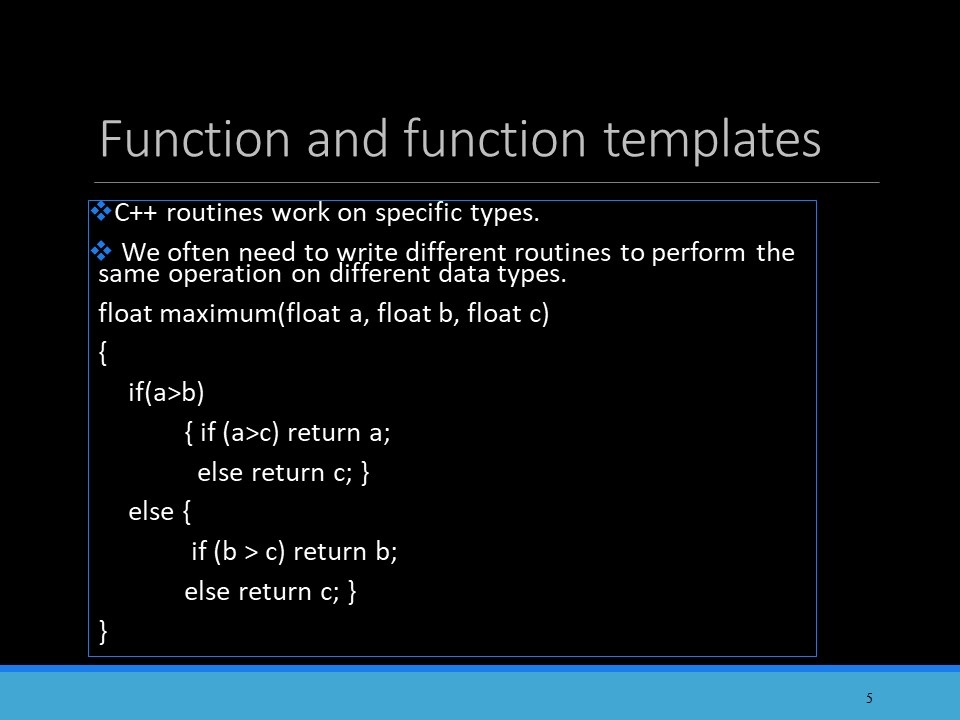 Function and function templates
C++ routines work on specific types.
We often need to write different routines to perform the
same operation on different data types.
float maximum(float a, float b, float c)
{
if(a>b)
{ if (a>c) return a;
else return c; }
else {
if (b > c) return b;
else return c; }
}
5